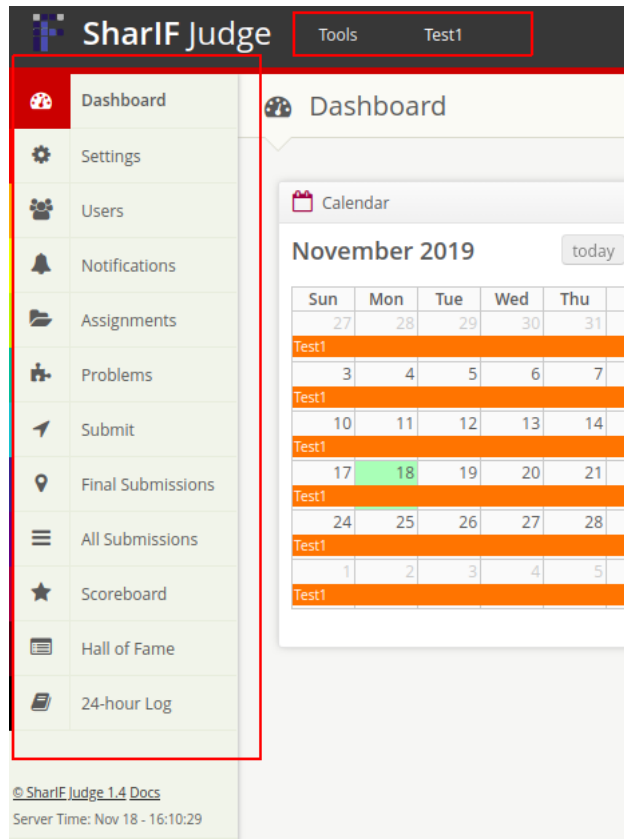 SharIF Judge Tools Test1
Dashboard
Settings
Users
Notifications
Assignments
Problems
Submit
Final Submissions
All Submissions
Scoreboard
Hall of Fame
24-hour Log
© SharIF Judge 1.4 Docs
Server Time: Nov 18 - 16:10:29
Dashboard
Calendar
November 2019 today
Sun Mon Tue Wed Thu
27 28 29 30 31
Test1
3 4 5 6 7
Test1
10 11 12 13 14
Test1
17 18 19 20 21
Test1
24 25 26 27 28
Test1
1 2 3 4 5
Test1